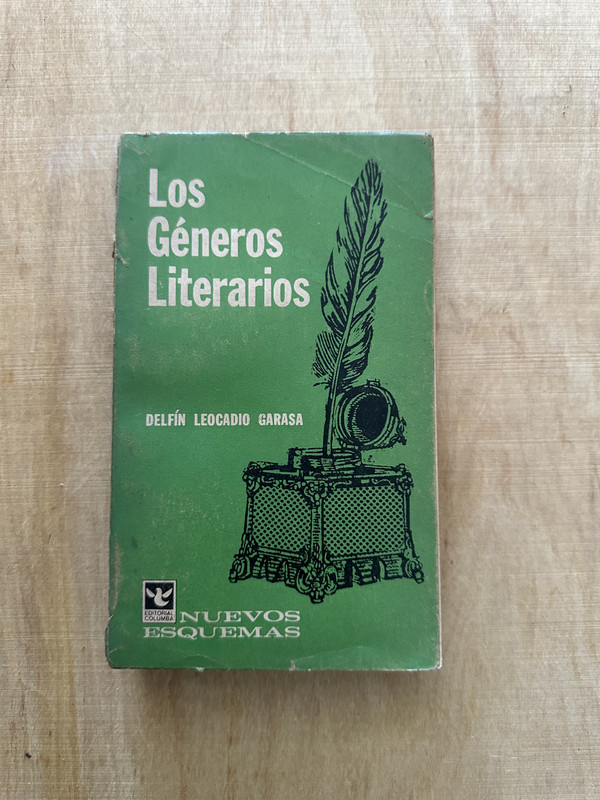 Los
Géneros
Literarios
DELFÍN LEOCADIO GARASA
EDITORIAL
COLUMBA
NUEVOS
ESQUEMAS